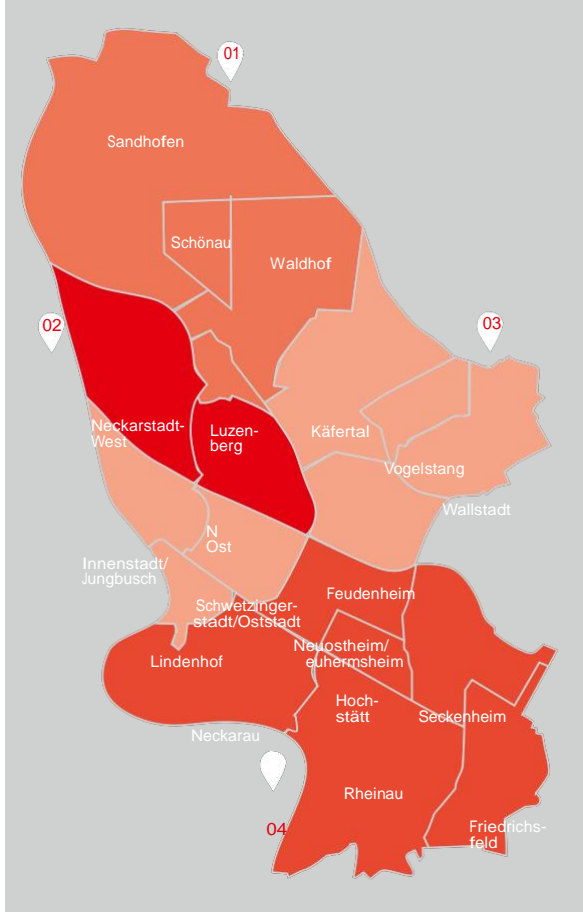 01
Sandhofen
Schönau
Waldhof
02
03
Neckarstadt-
West
Luzen-
berg
Käfertal
Vogelstang
Wallstadt
N
Ost
Innenstadt/
Jungbusch
Feudenheim
Schwetzinger-
stadt/Oststadt
Neuostheim/
euhermsheim
Lindenhof
Hoch-
stätt
Seckenheim
Neckarau
Rheinau
04
Friedrichs-
feld